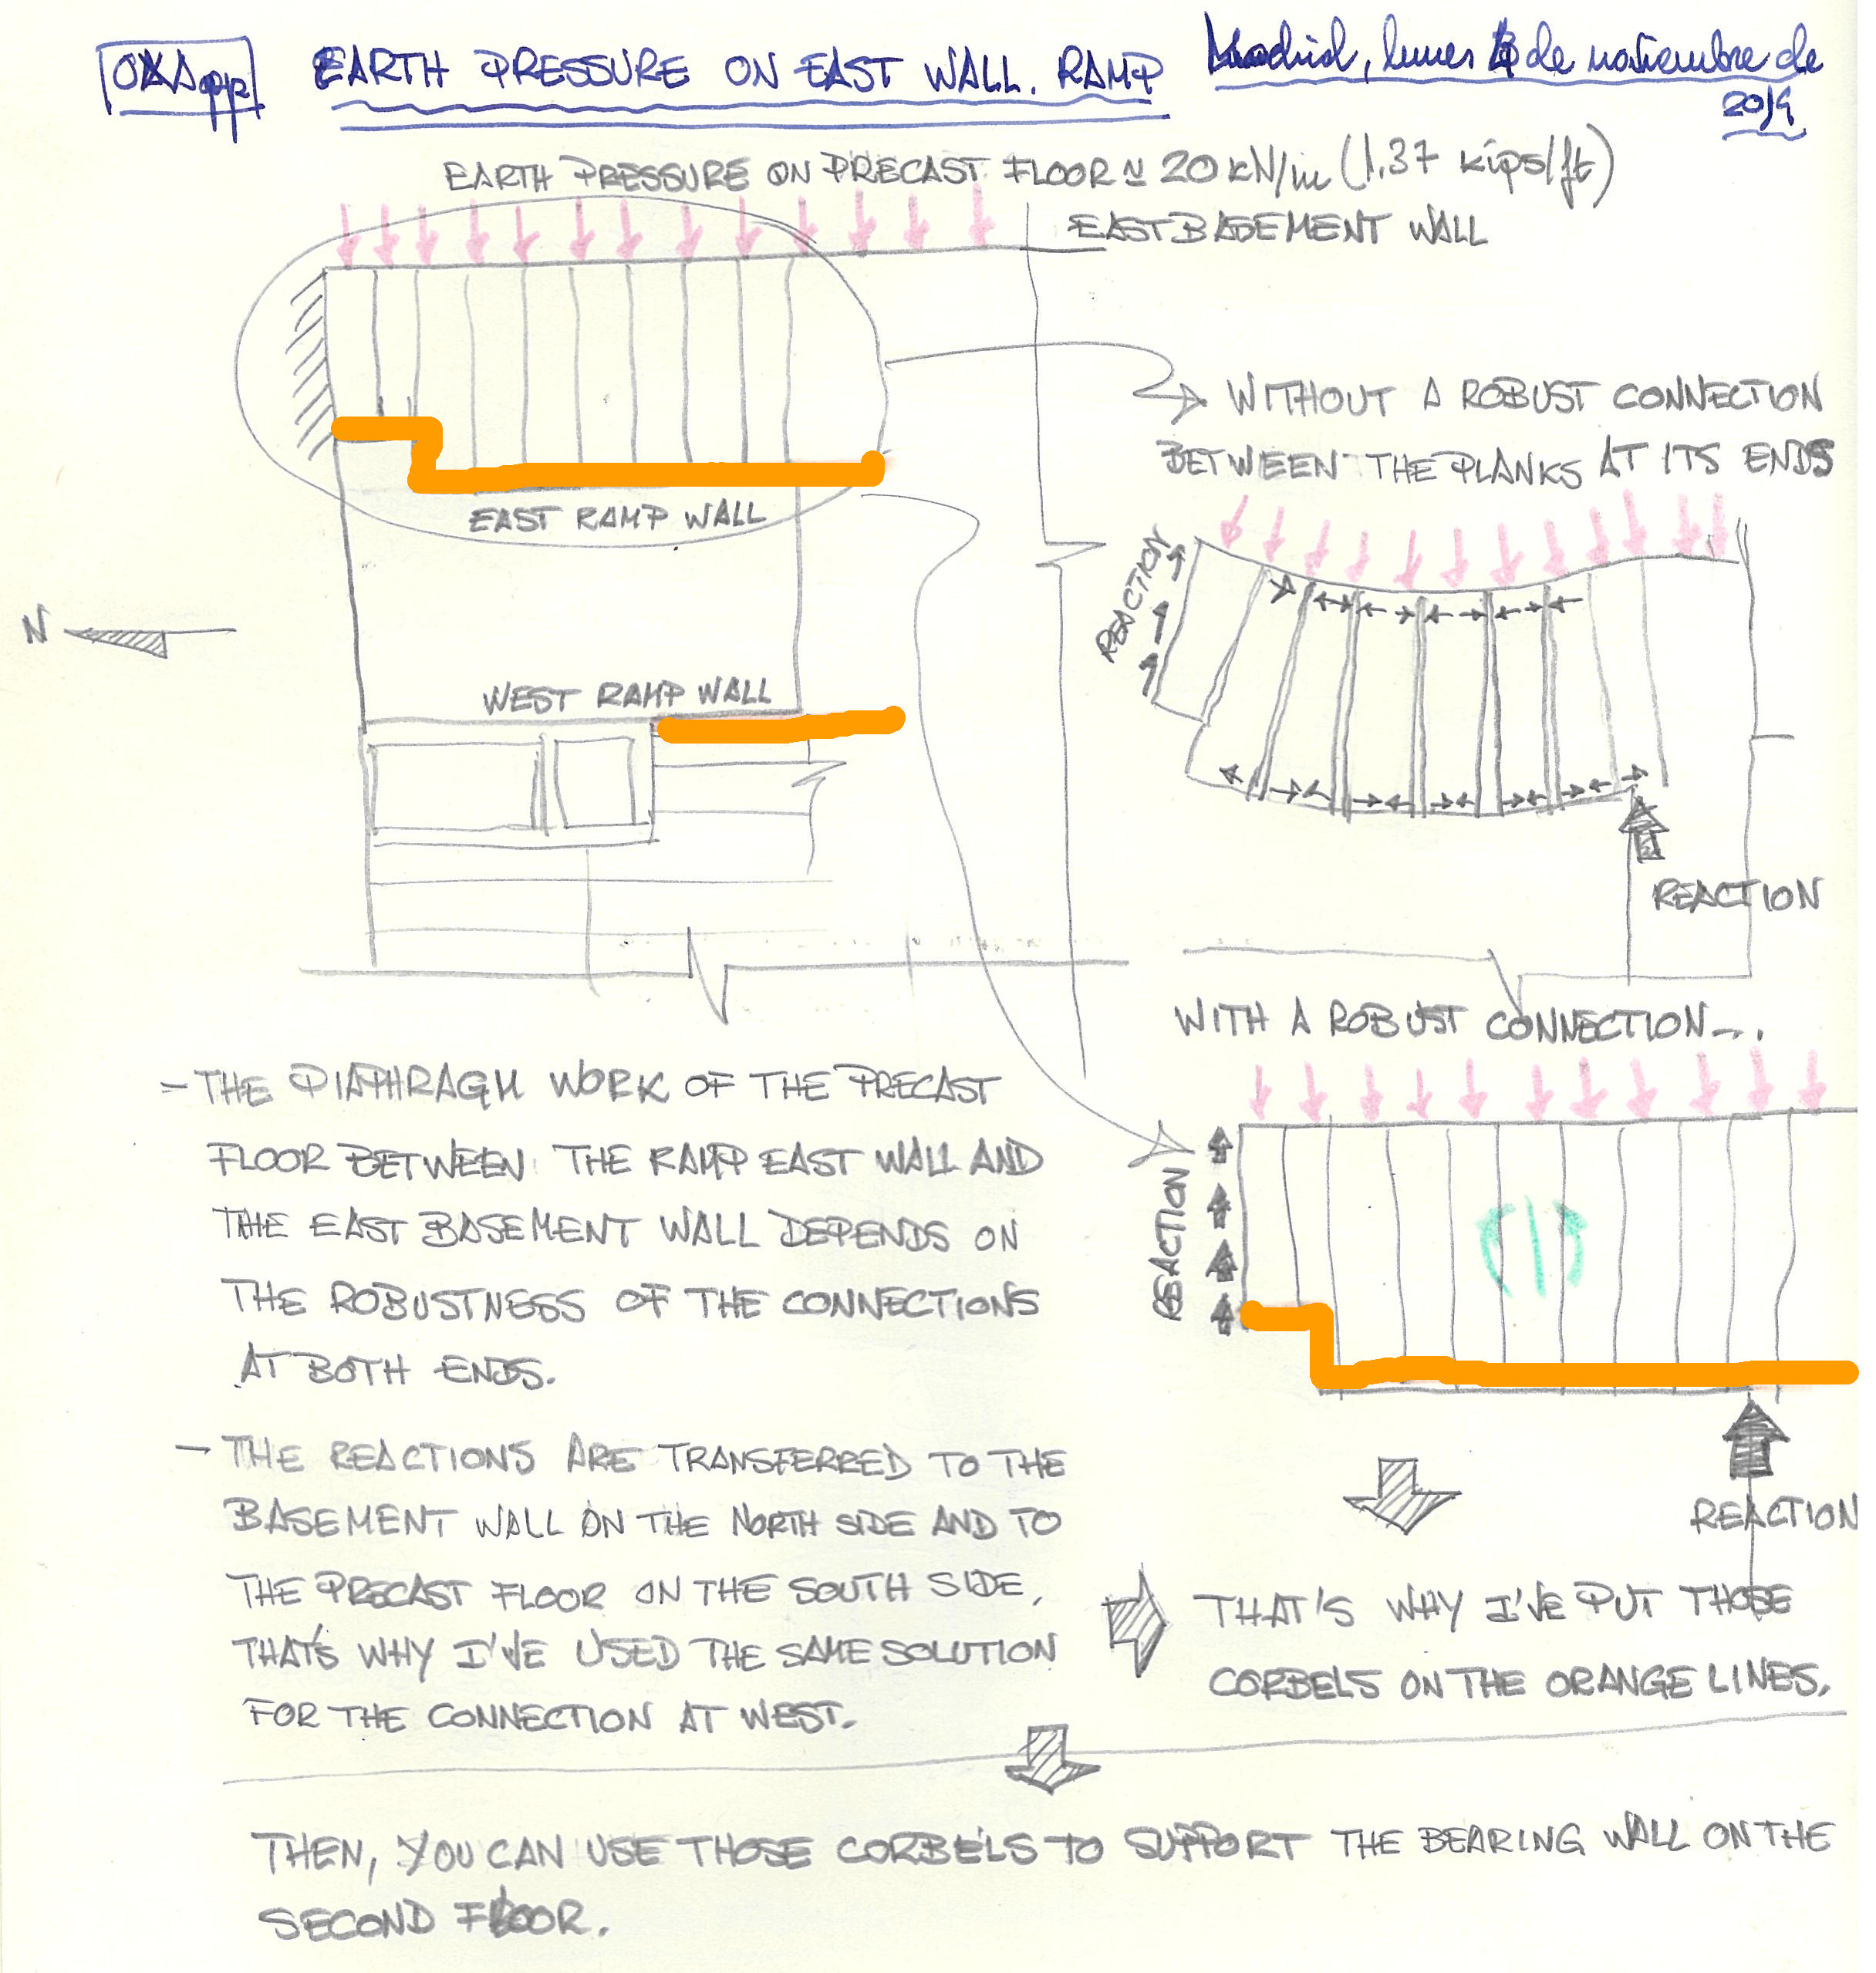 OAApp
EARTH PRESSURE ON EAST WALL. RAMP
Madrid, lunes 4 de noviembre de
2019
EARTH PRESSURE ON PRECAST FLOOR ≃ 20 kN/m (1.37 kips/ft)
EAST BASEMENT WALL
→ WITHOUT A ROBUST CONNECTION
BETWEEN THE PLANKS AT ITS ENDS
EAST RAMP WALL
REACTION
N
WEST RAMP WALL
REACTION
WITH A ROBUST CONNECTION...
- THE DIAPHRAGM WORK OF THE PRECAST
FLOOR BETWEEN THE RAMP EAST WALL AND
THE EAST BASEMENT WALL DEPENDS ON
THE ROBUSTNESS OF THE CONNECTIONS
AT BOTH ENDS.
REACTION
REACTION
- THE REACTIONS ARE TRANSFERRED TO THE
BASEMENT WALL ON THE NORTH SIDE AND TO
THE PRECAST FLOOR ON THE SOUTH SIDE,
THAT'S WHY I'VE USED THE SAME SOLUTION
FOR THE CONNECTION AT WEST.
THAT'S WHY I'VE PUT THOSE
CORBELS ON THE ORANGE LINES.
THEN, YOU CAN USE THOSE CORBELS TO SUPPORT THE BEARING WALL ON THE
SECOND FLOOR.